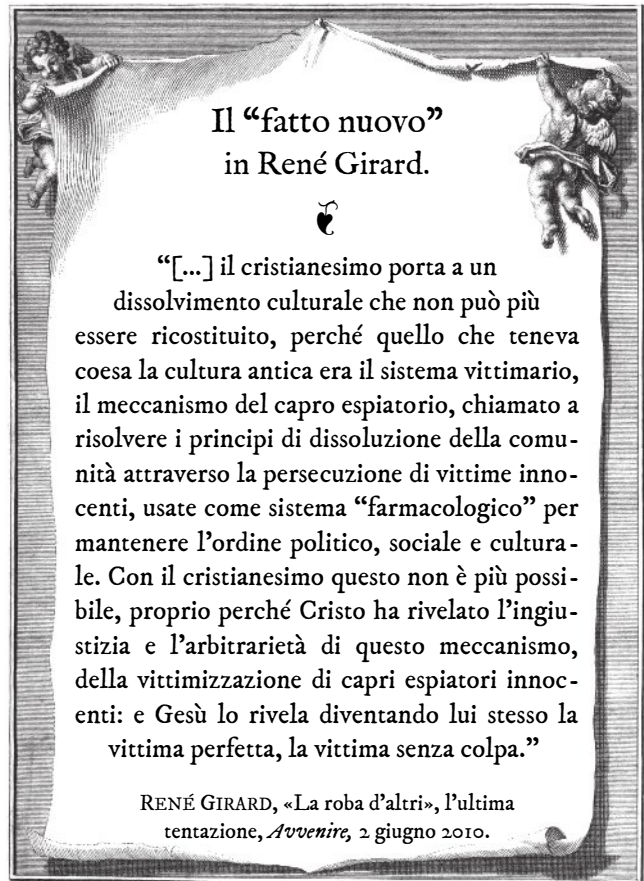 Il “fatto nuovo”
in René Girard.
“[...] il cristianesimo porta a un
dissolvimento culturale che non può più
essere ricostituito, perché quello che teneva
coesa la cultura antica era il sistema vittimario,
il meccanismo del capro espiatorio, chiamato a
risolvere i principi di dissoluzione della comu-
nità attraverso la persecuzione di vittime inno-
centi, usate come sistema “farmacologico” per
mantenere l’ordine politico, sociale e cultura-
le. Con il cristianesimo questo non è più possi-
bile, proprio perché Cristo ha rivelato l’ingiu-
stizia e l’arbitrarietà di questo meccanismo,
della vittimizzazione di capri espiatori innoc-
enti: e Gesù lo rivela diventando lui stesso la
vittima perfetta, la vittima senza colpa.”
RENÉ GIRARD, «La roba d’altri», l’ultima
tentazione, Avvenire, 2 giugno 2010.